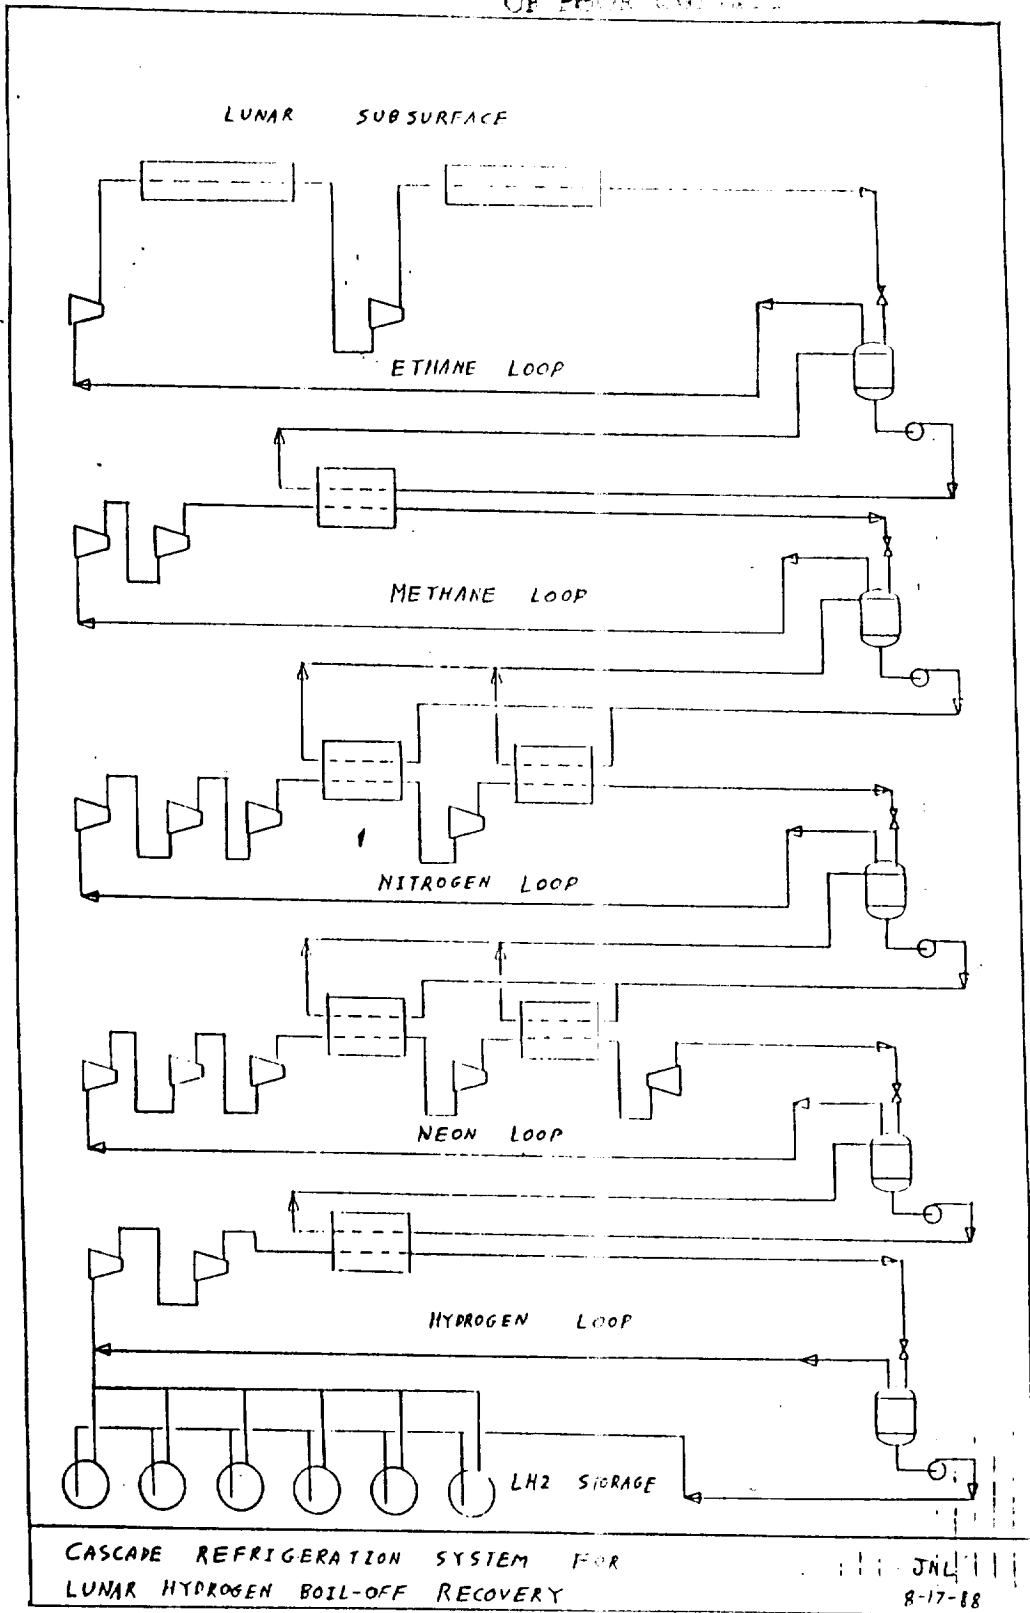 LUNAR SUBSURFACE
ETHANE LOOP
METHANE LOOP
NITROGEN LOOP
NEON LOOP
HYDROGEN LOOP
LH2 STORAGE
CASCADE REFRIGERATION SYSTEM FOR
LUNAR HYDROGEN BOIL-OFF RECOVERY
JNL
8-17-88